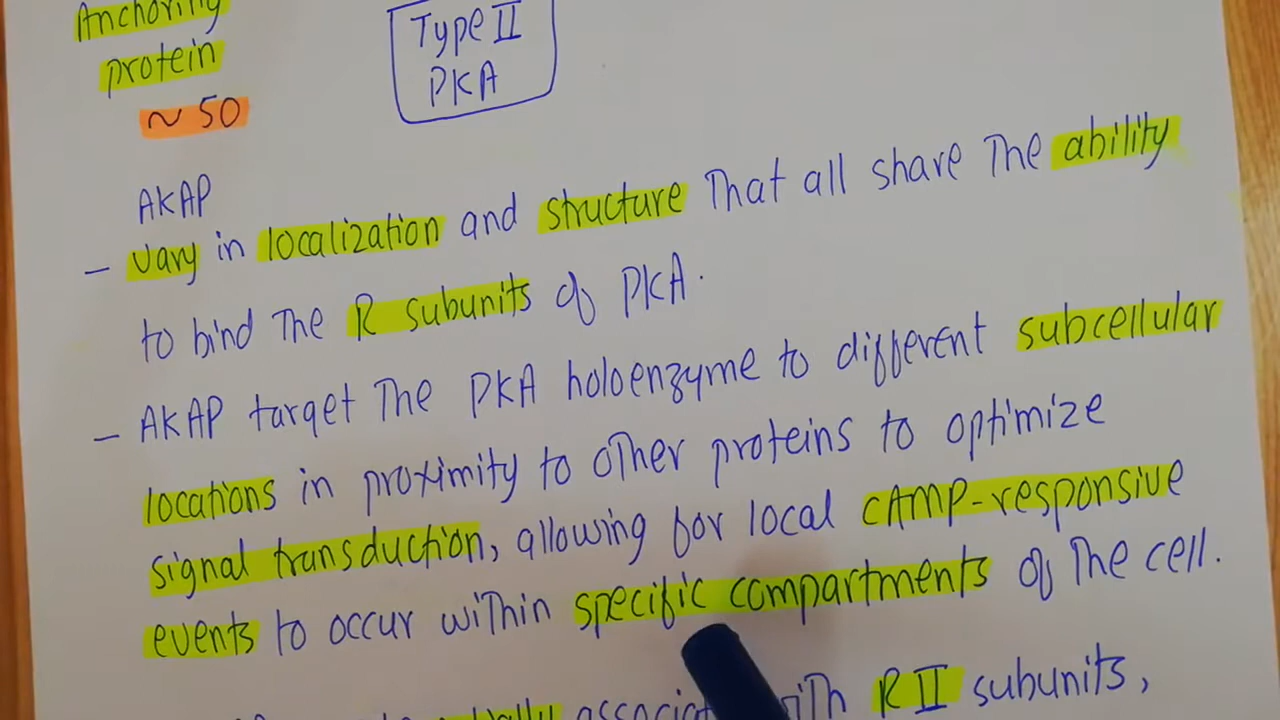 Anchoring
protein
~ 50
Type II
PKA
AKAP
- vary in localization and structure That all share The ability
to bind The R subunits of PKA.
- AKAP target The PKA holoenzyme to different subcellular
locations in proximity to other proteins to optimize
signal transduction, allowing for local cAMP-responsive
events to occur within specific compartments of The cell.
RII subunits,